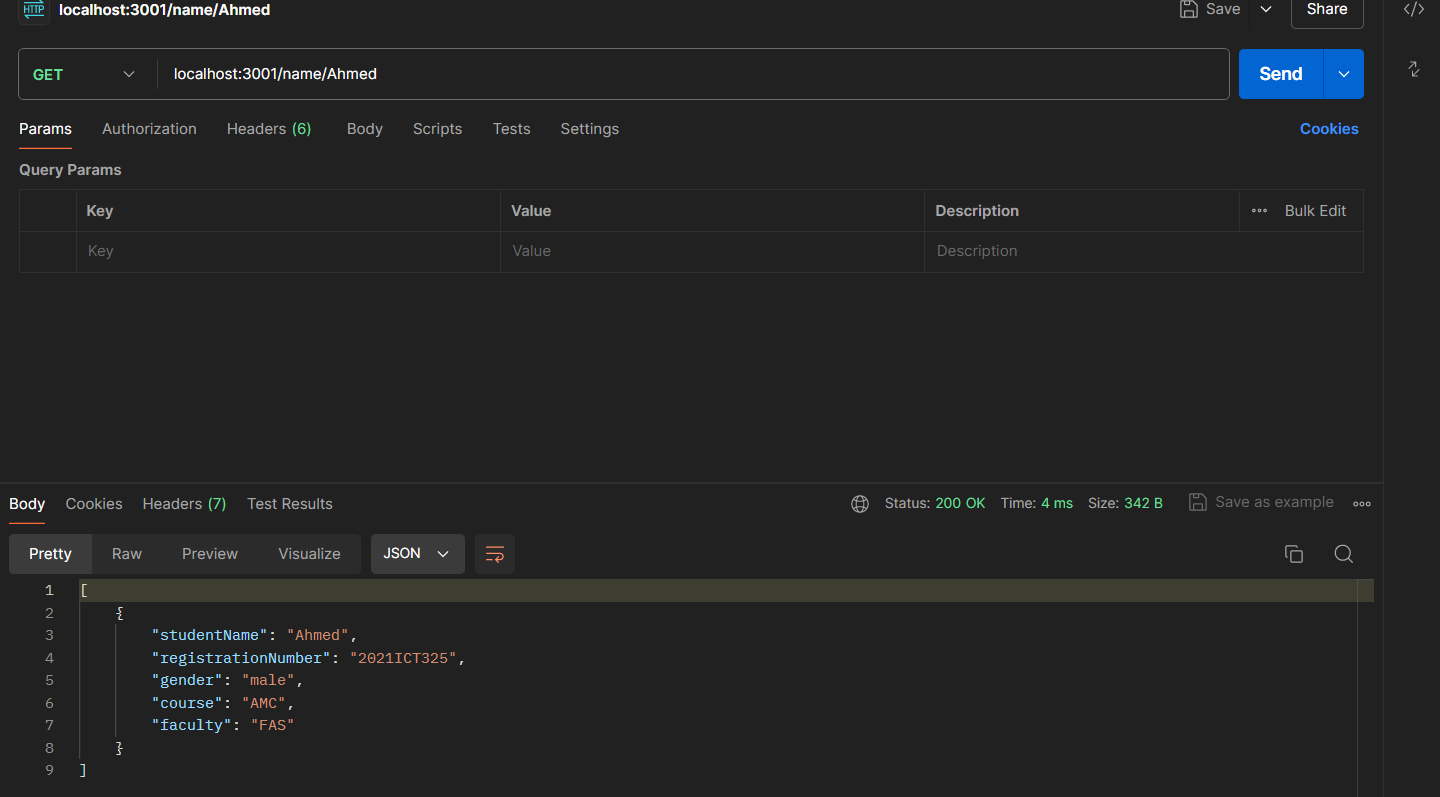 HTTP localhost:3001/name/Ahmed Save Share
GET localhost:3001/name/Ahmed Send
Params Authorization Headers (6) Body Scripts Tests Settings Cookies
Query Params
Key Value Description Bulk Edit
Key Value Description
Body Cookies Headers (7) Test Results Status: 200 OK Time: 4 ms Size: 342 B Save as example
Pretty Raw Preview Visualize JSON
1 [
2 {
3 "studentName": "Ahmed",
4 "registrationNumber": "2021ICT325",
5 "gender": "male",
6 "course": "AMC",
7 "faculty": "FAS"
8 }
9 ]